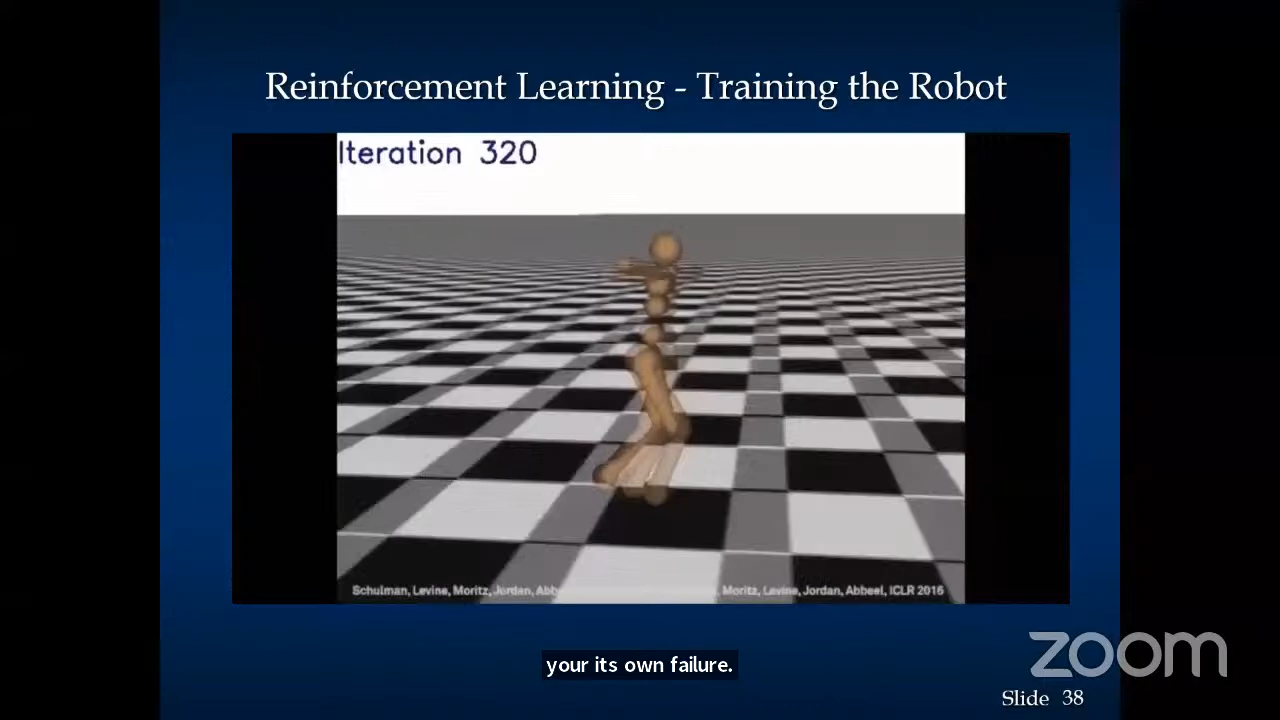 Reinforcement Learning - Training the Robot
Iteration 320
Schulman, Levine, Moritz, Jordan, Abb
Moritz, Levine, Jordan, Abbeel, ICLR 2016
your its own failure.
zoom
Slide 38